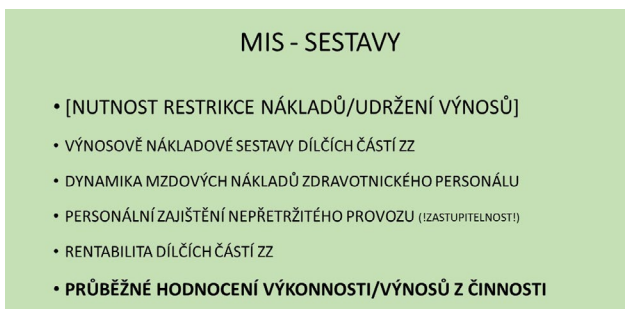 MIS - SESTAVY
• [NUTNOST RESTRIKCE NÁKLADŮ/UDRŽENÍ VÝNOSŮ]
• VÝNOSOVĚ NÁKLADOVÉ SESTAVY DÍLČÍCH ČÁSTÍ ZZ
• DYNAMIKA MZDOVÝCH NÁKLADŮ ZDRAVOTNICKÉHO PERSONÁLU
• PERSONÁLNÍ ZAJIŠTĚNÍ NEPŘETRŽITÉHO PROVOZU (!ZASTUPITELNOST!)
• RENTABILITA DÍLČÍCH ČÁSTÍ ZZ
• PRŮBĚŽNÉ HODNOCENÍ VÝKONNOSTI/VÝNOSŮ Z ČINNOSTI